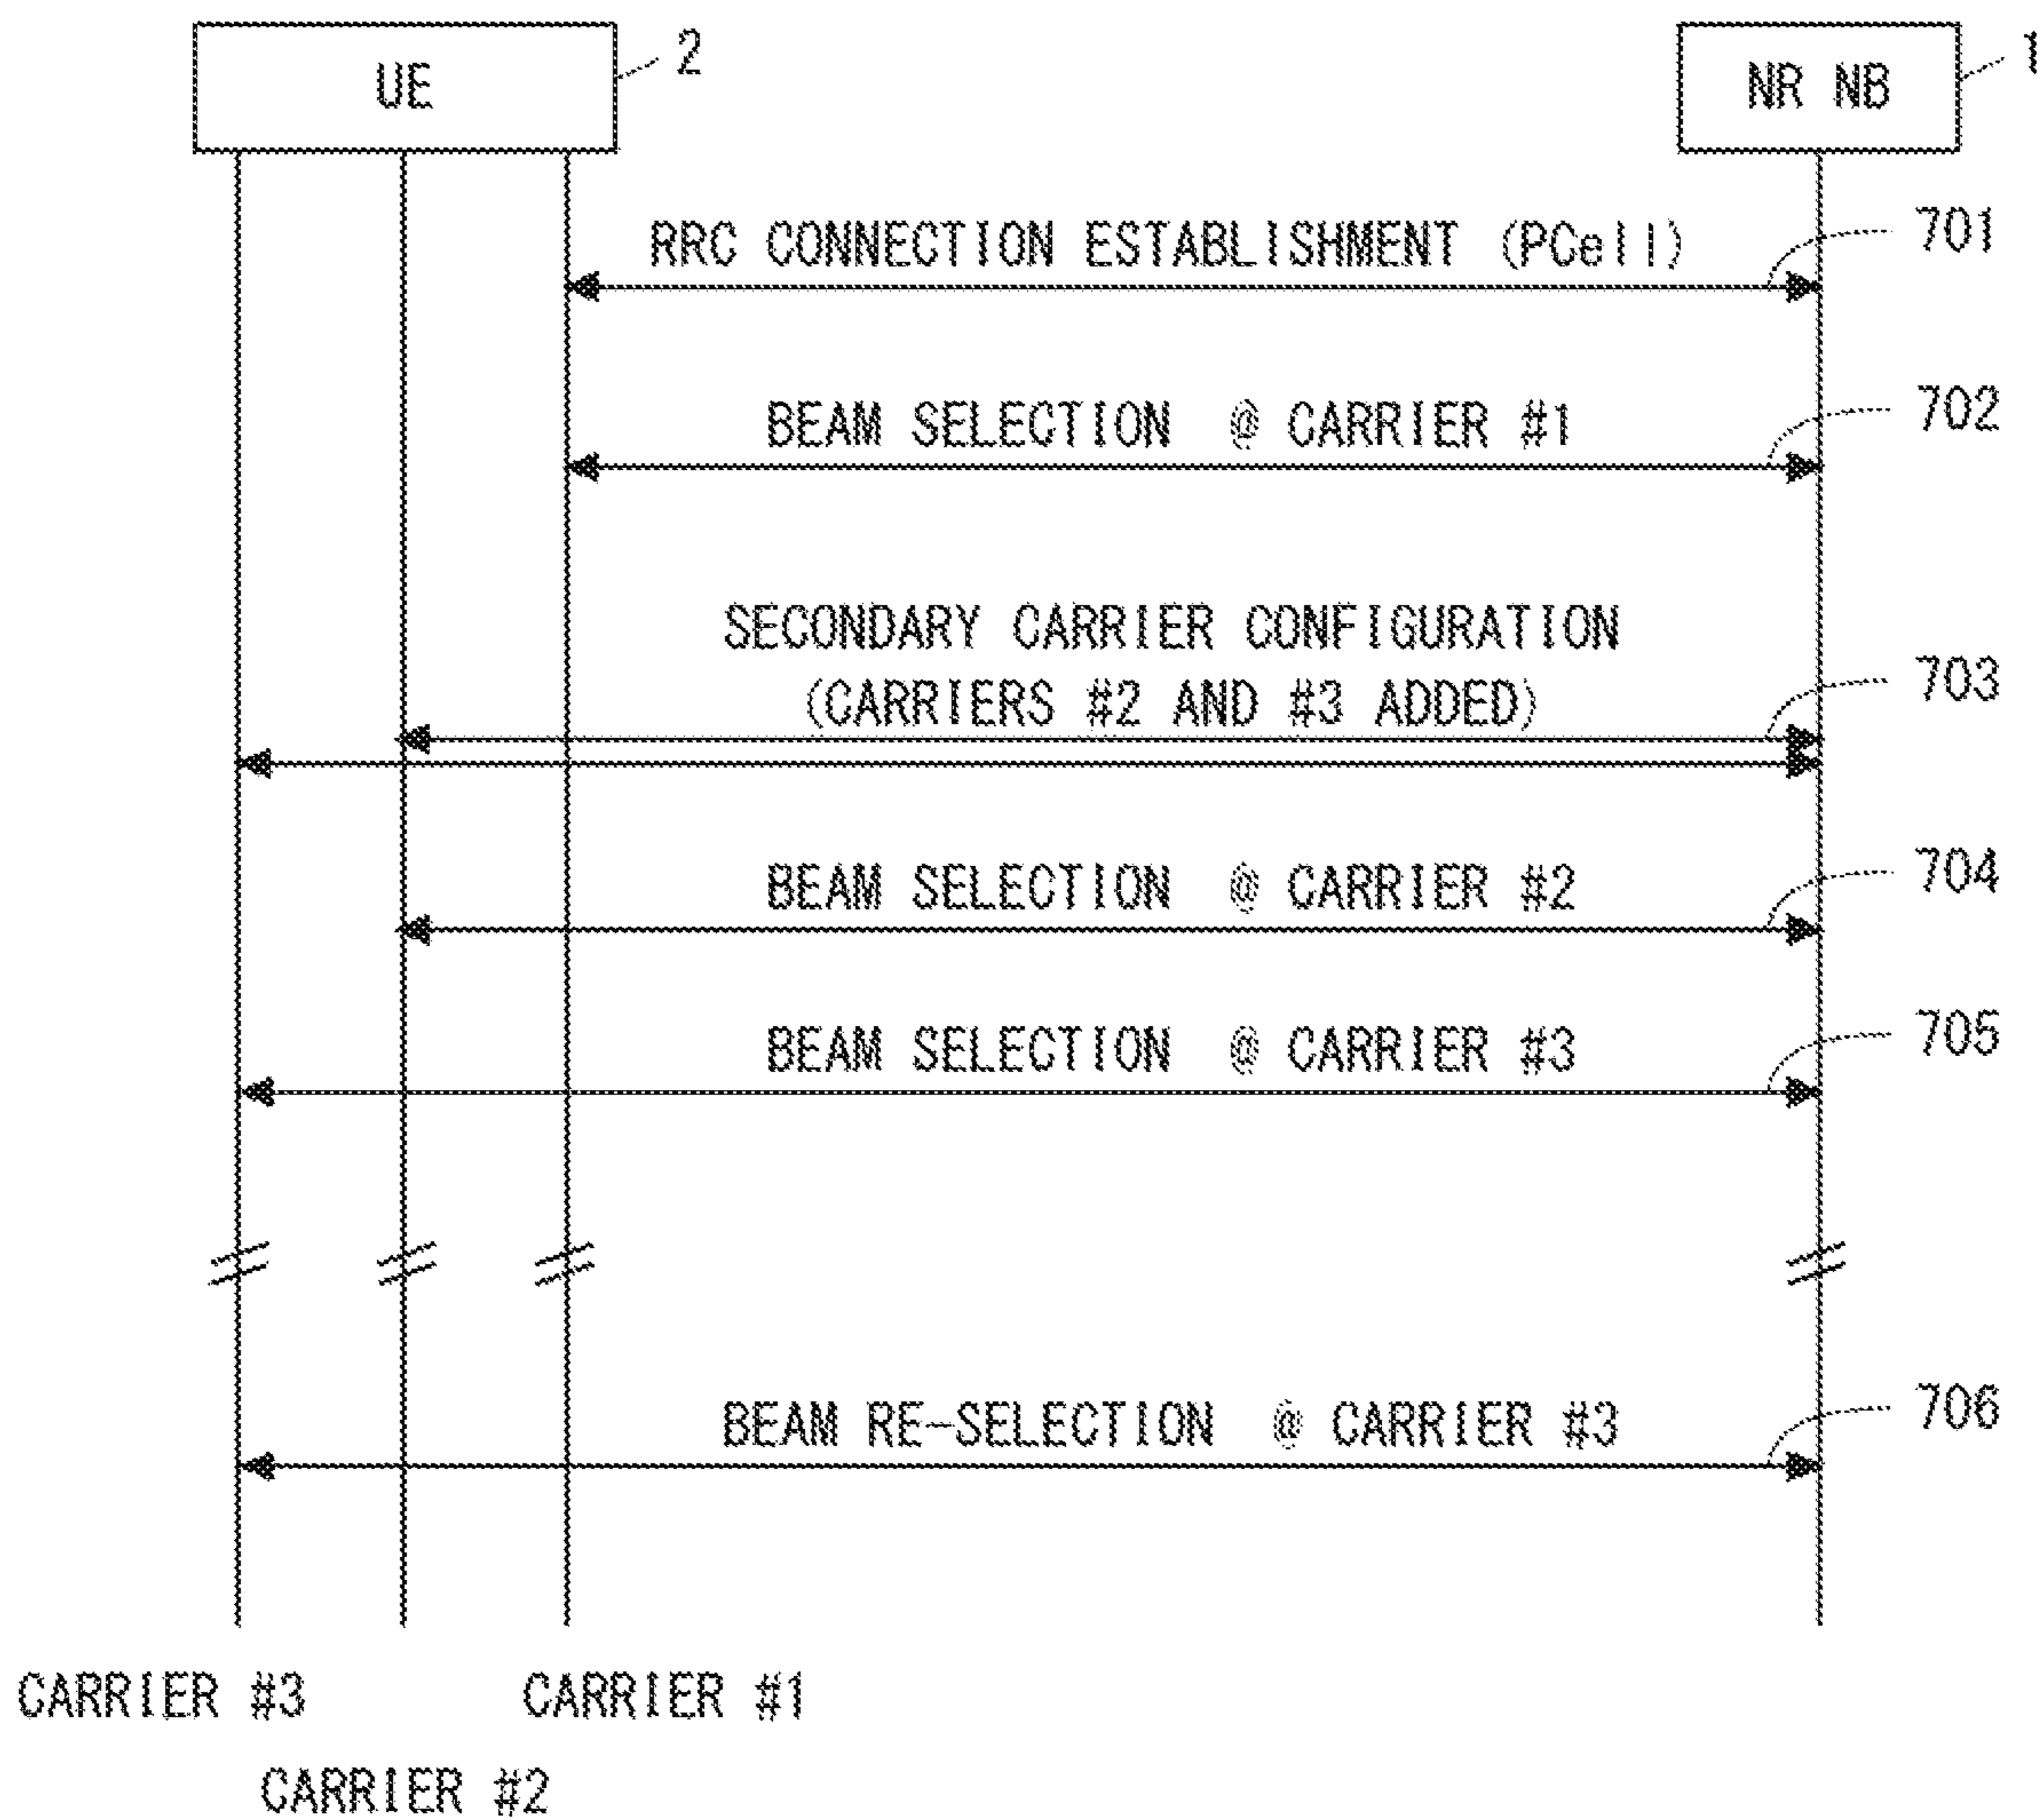 UE
2
NR NB
1
RRC CONNECTION ESTABLISHMENT (PCell)
701
BEAM SELECTION @ CARRIER #1
702
SECONDARY CARRIER CONFIGURATION
(CARRIERS #2 AND #3 ADDED)
703
BEAM SELECTION @ CARRIER #2
704
BEAM SELECTION @ CARRIER #3
705
BEAM RE-SELECTION @ CARRIER #3
706
CARRIER #3
CARRIER #1
CARRIER #2